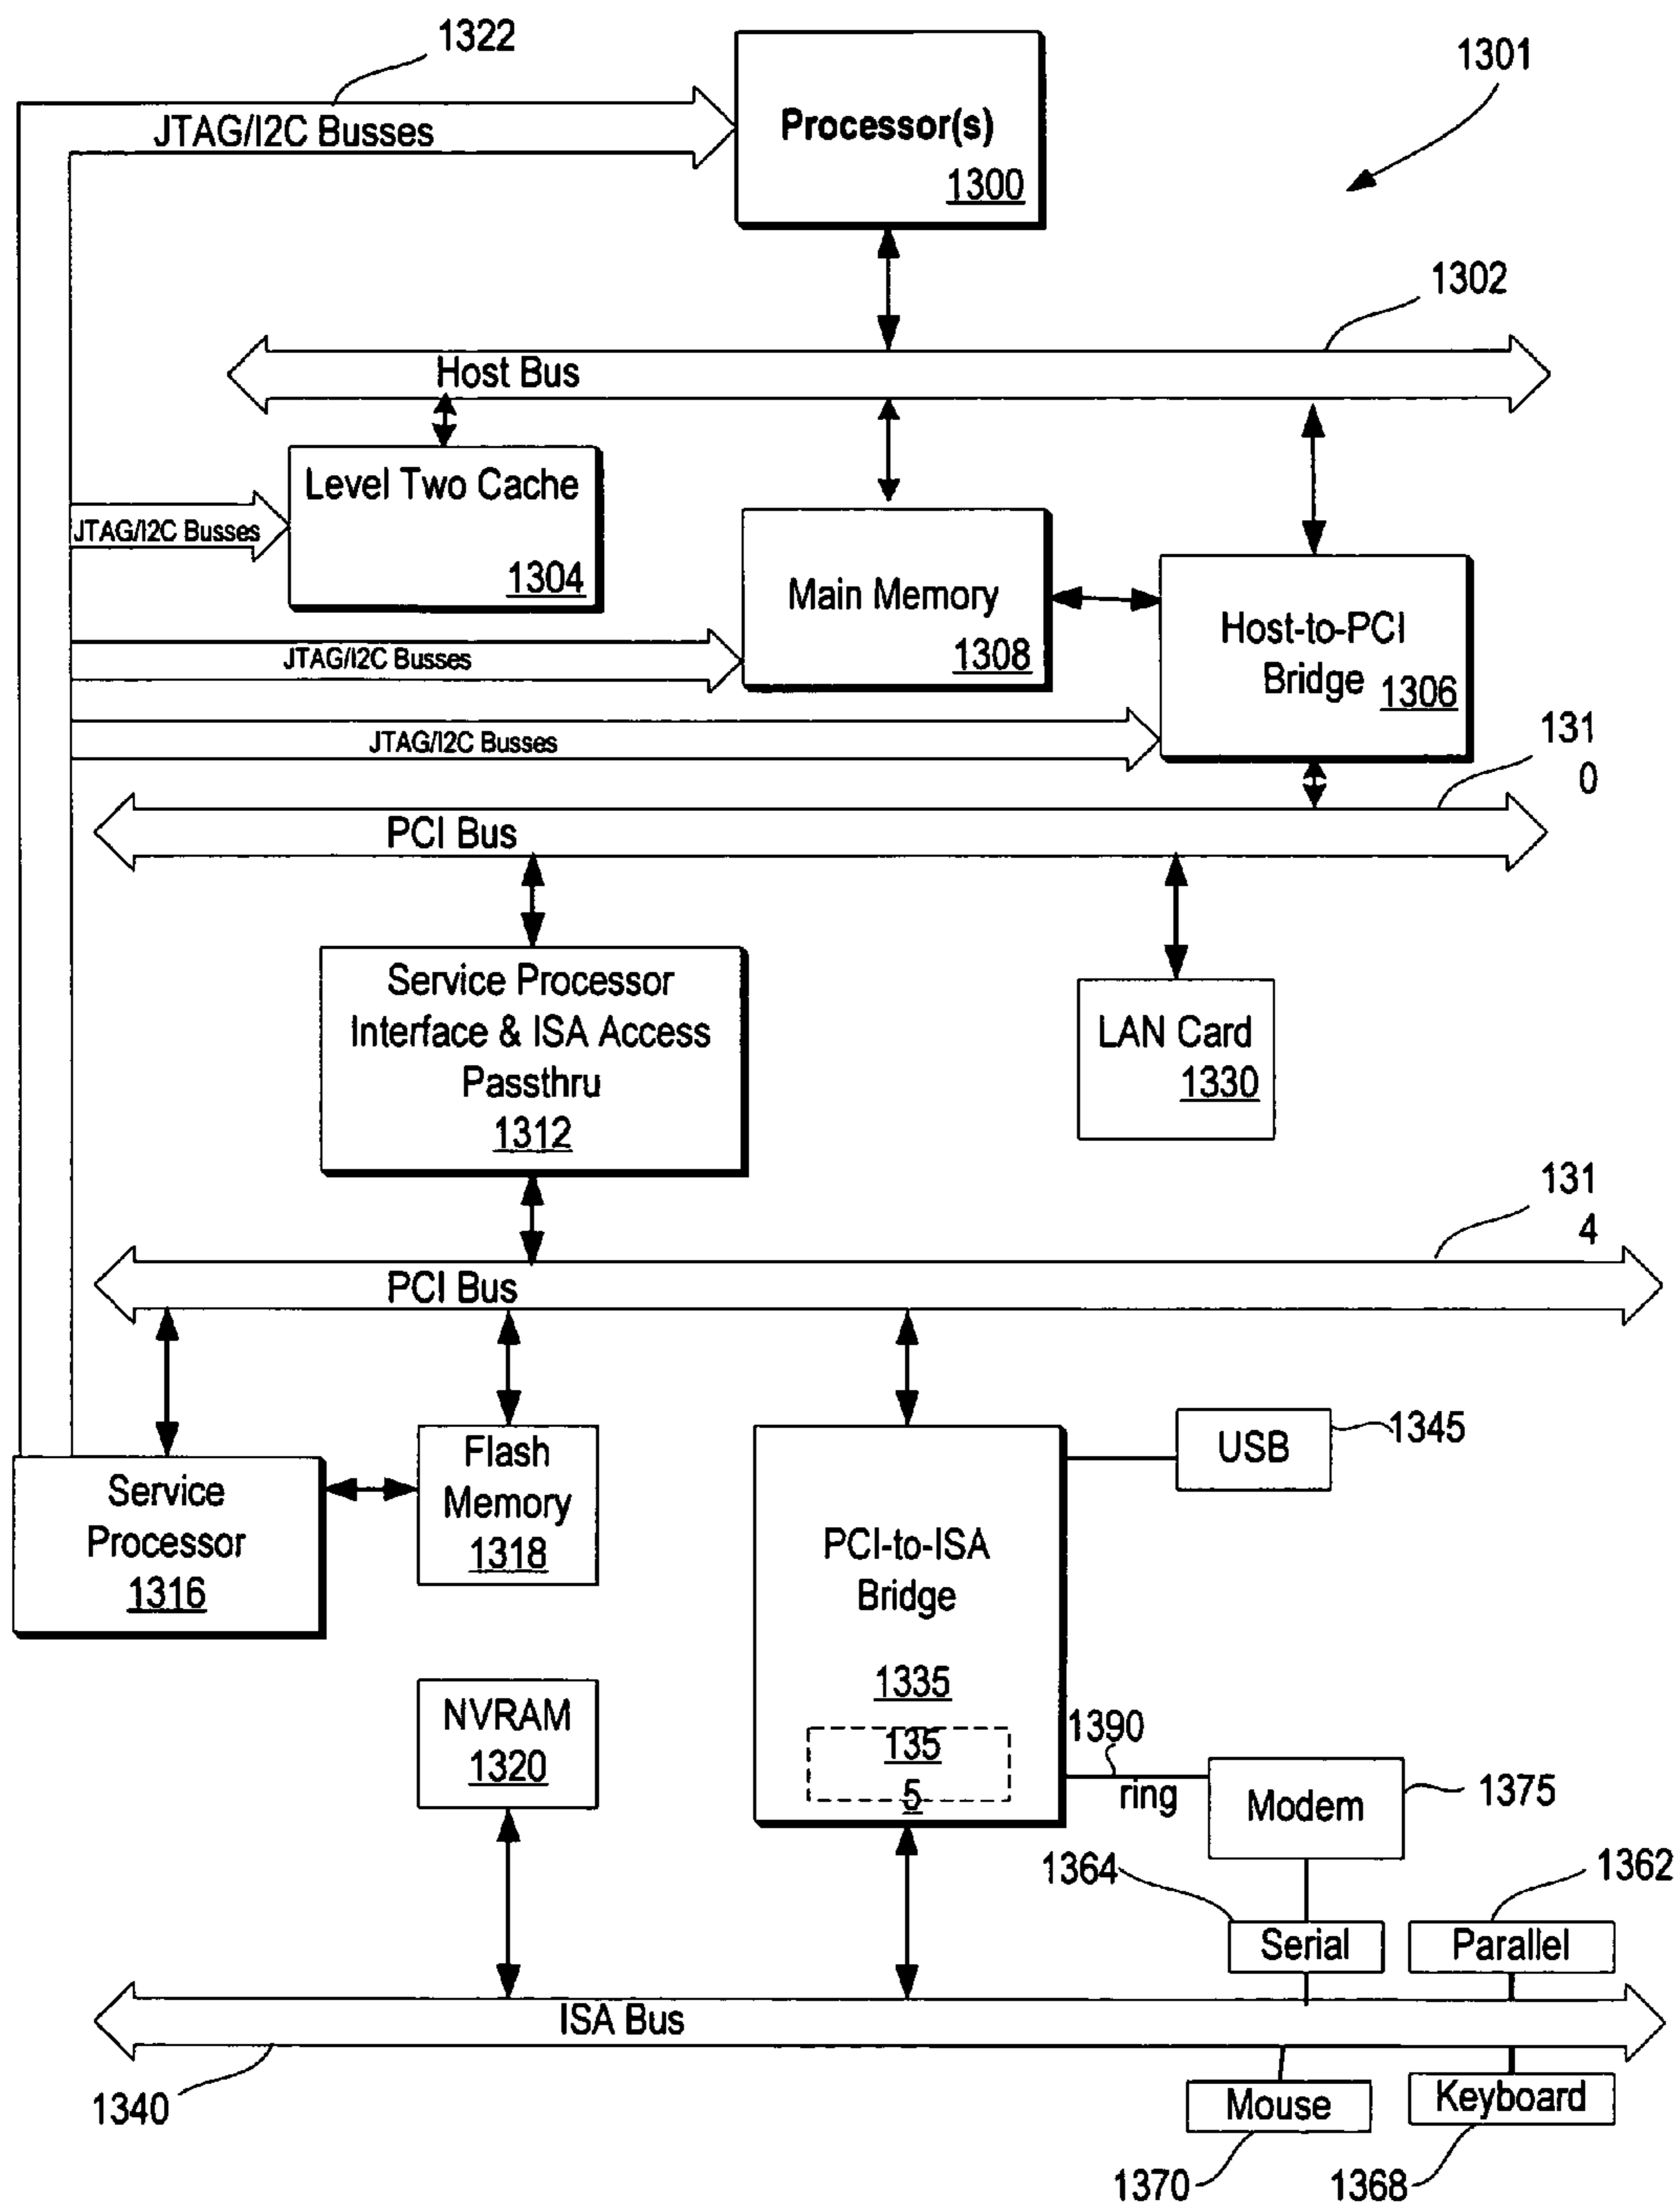 1322
1301
JTAG/I2C Busses
Processor(s)
1300
1302
Host Bus
Level Two Cache
1304
JTAG/I2C Busses
Main Memory
1308
Host-to-PCI
Bridge 1306
JTAG/I2C Busses
JTAG/I2C Busses
131
0
PCI Bus
Service Processor
Interface & ISA Access
Passthru
1312
LAN Card
1330
131
4
PCI Bus
Service
Processor
1316
Flash
Memory
1318
PCI-to-ISA
Bridge
1335
135
5
USB
1345
NVRAM
1320
1390
ring
Modem
1375
1364
1362
Serial
Parallel
ISA Bus
1340
Mouse
Keyboard
1370
1368